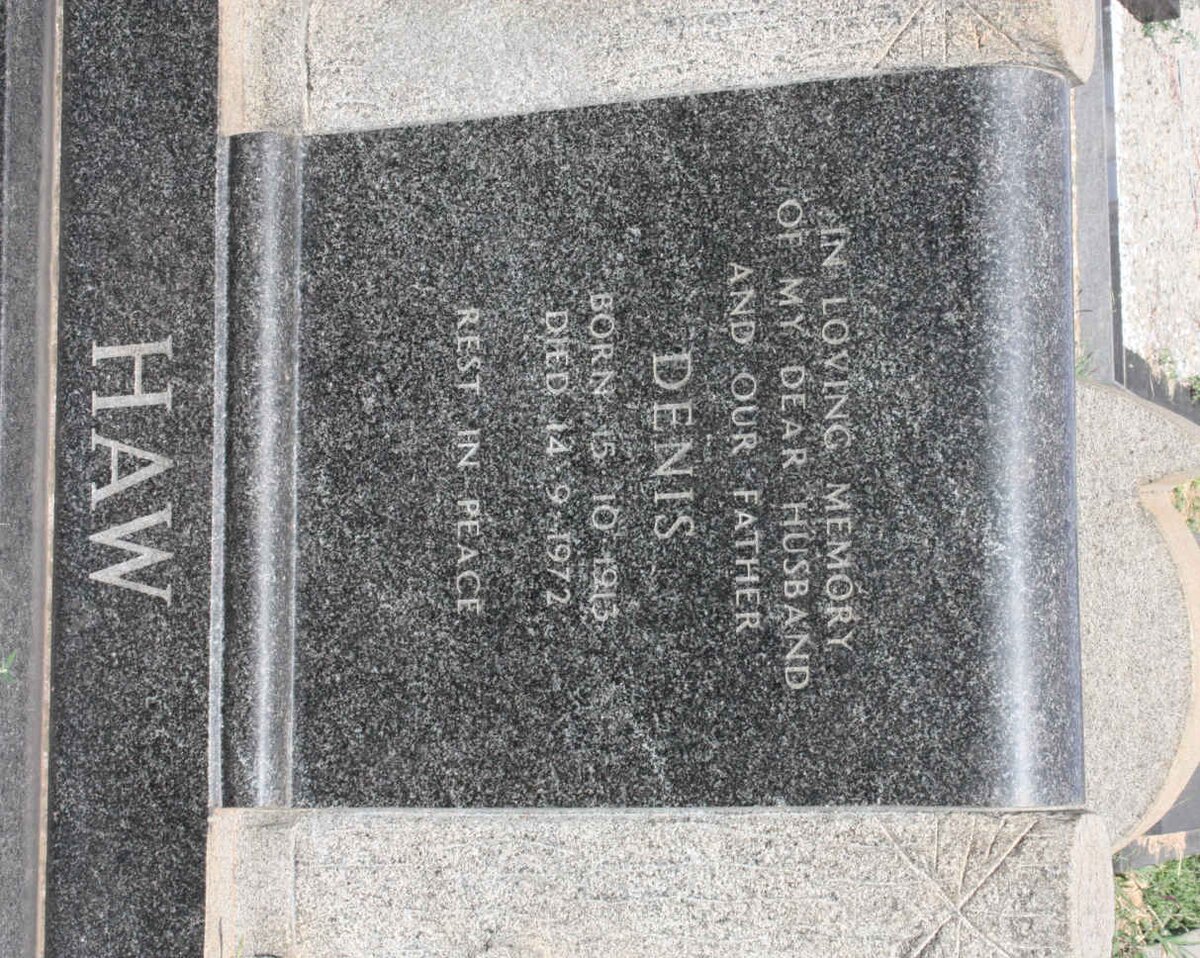 IN LOVING MEMORY
OF MY DEAR HUSBAND
AND OUR FATHER
DENIS
BORN 15 10 1913
DIED 14 9 1972
REST IN PEACE
HAW